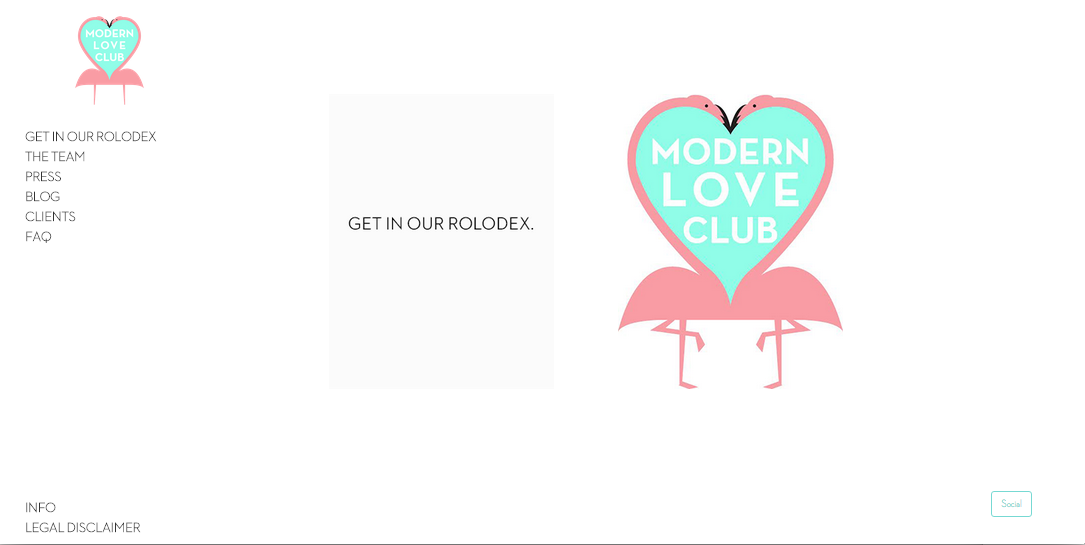 MODERN
LOVE
CLUB
GET IN OUR ROLODEX
THE TEAM
PRESS
BLOG
CLIENTS
FAQ
GET IN OUR ROLODEX.
MODERN
LOVE
CLUB
INFO
LEGAL DISCLAIMER
Social